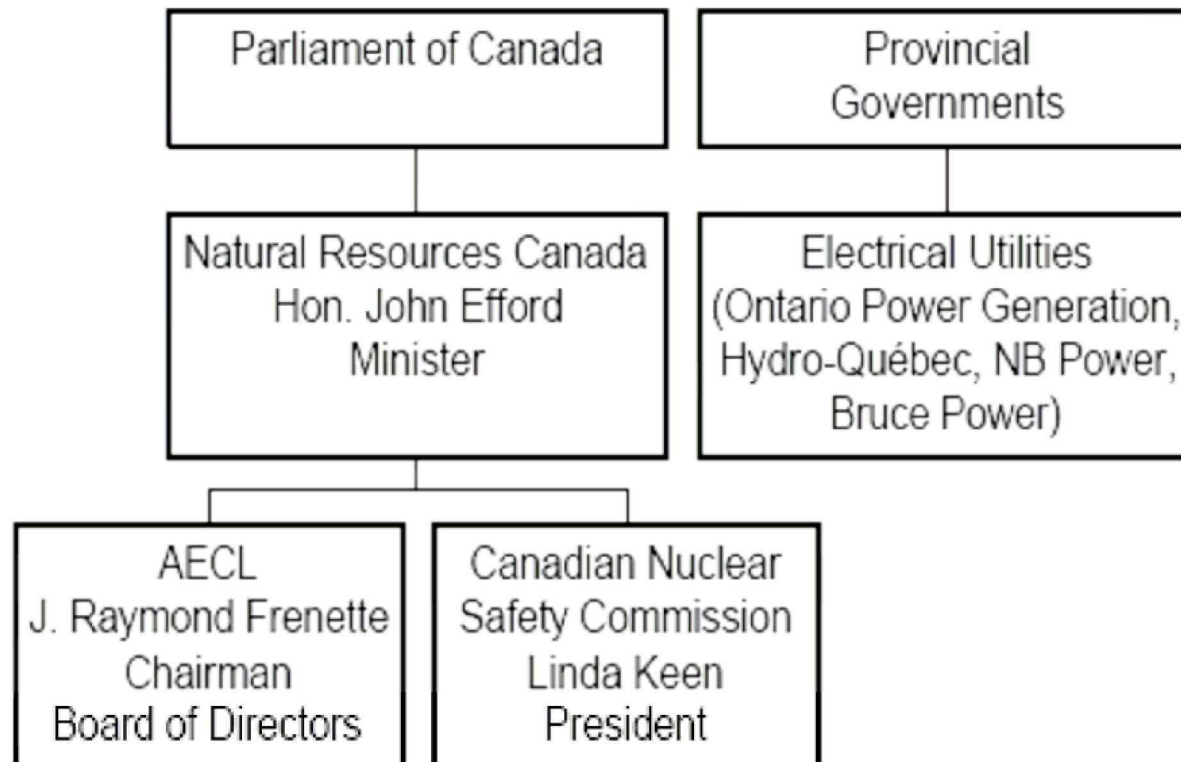 Parliament of Canada
Provincial
Governments
Natural Resources Canada
Hon. John Efford
Minister
Electrical Utilities
(Ontario Power Generation,
Hydro-Québec, NB Power,
Bruce Power)
AECL
J. Raymond Frenette
Chairman
Board of Directors
Canadian Nuclear
Safety Commission
Linda Keen
President